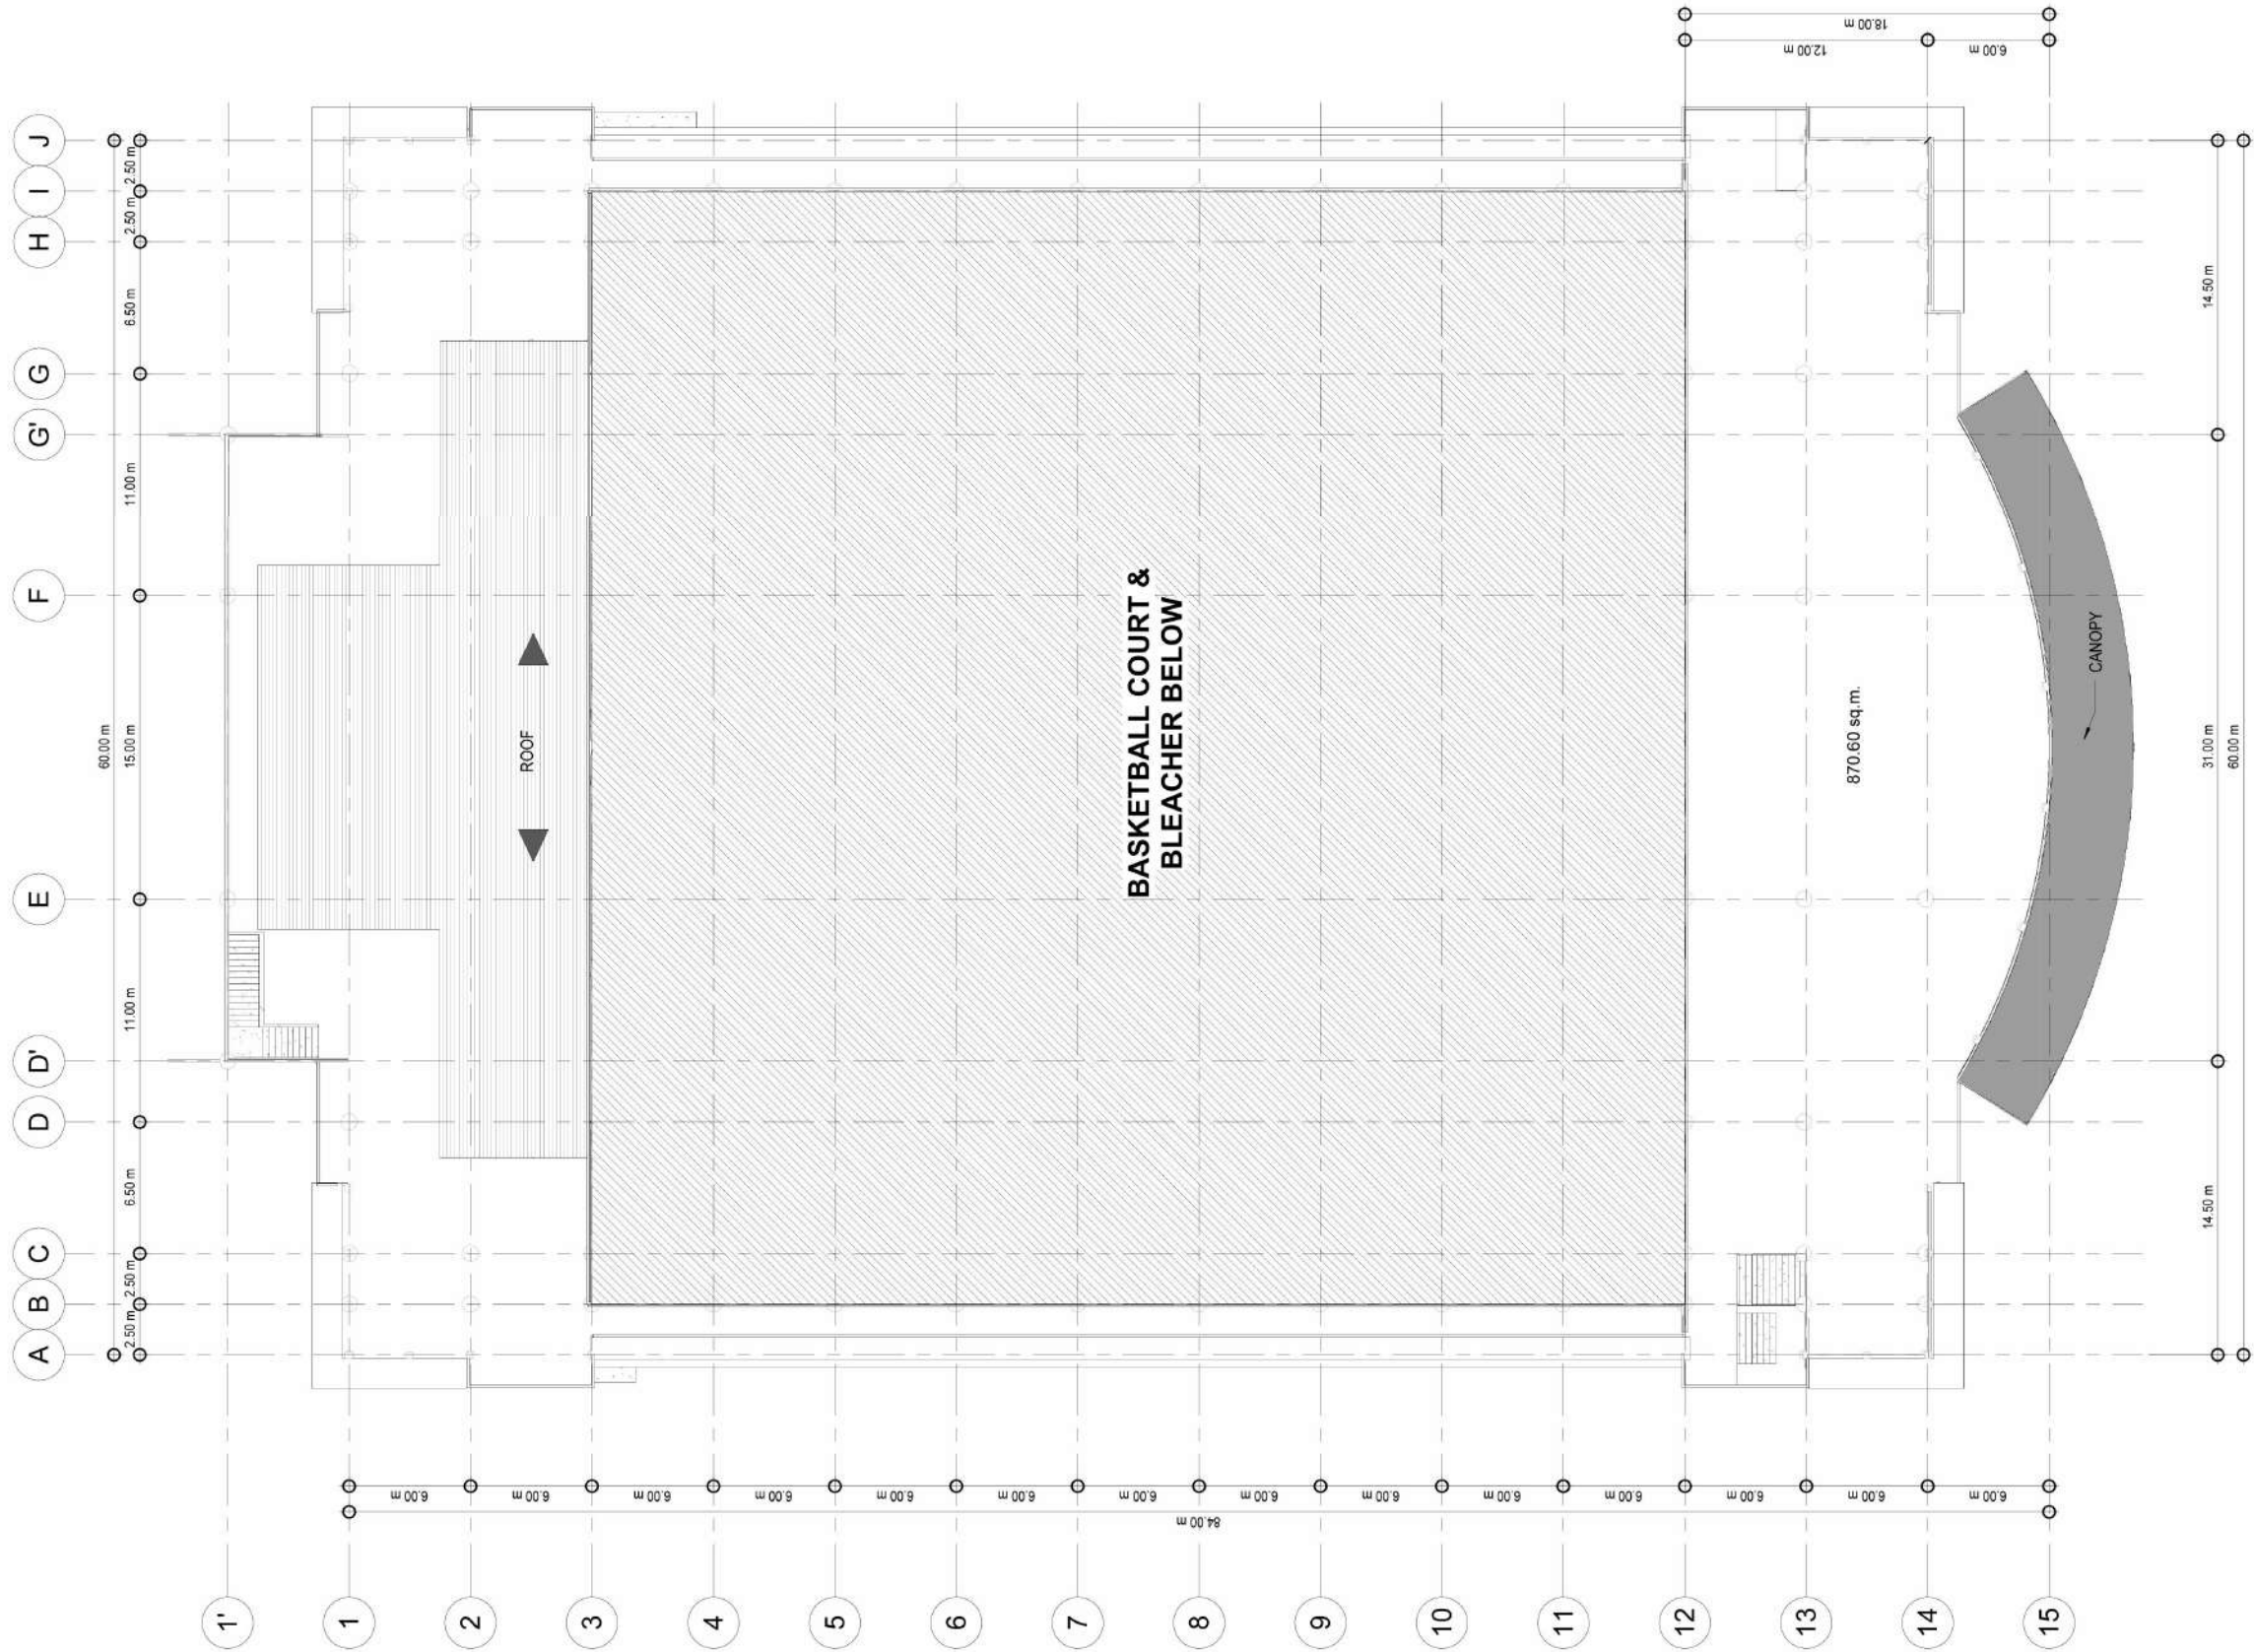 J
I
H
G
G'
F
E
D'
D
C
B
A
60.00 m
2.50 m
2.50 m
6.50 m
11.00 m
15.00 m
11.00 m
6.50 m
2.50 m
2.50 m
18.00 m
12.00 m
6.00 m
ROOF
BASKETBALL COURT &
BLEACHER BELOW
870.60 sq.m.
CANOPY
14.50 m
31.00 m
14.50 m
60.00 m
6.00 m
6.00 m
6.00 m
6.00 m
6.00 m
6.00 m
6.00 m
6.00 m
6.00 m
6.00 m
6.00 m
6.00 m
6.00 m
6.00 m
84.00 m
1'
1
2
3
4
5
6
7
8
9
10
11
12
13
14
15